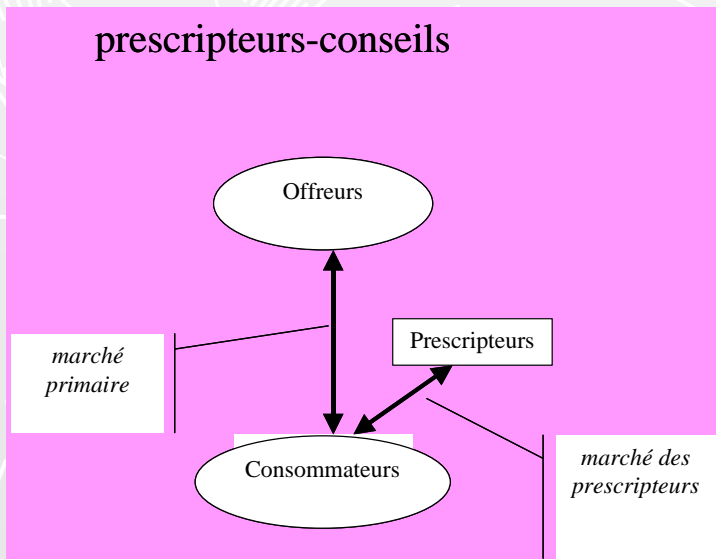 prescripteurs-conseils
Offreurs
Prescripteurs
marché
primaire
Consommateurs
marché des
prescripteurs